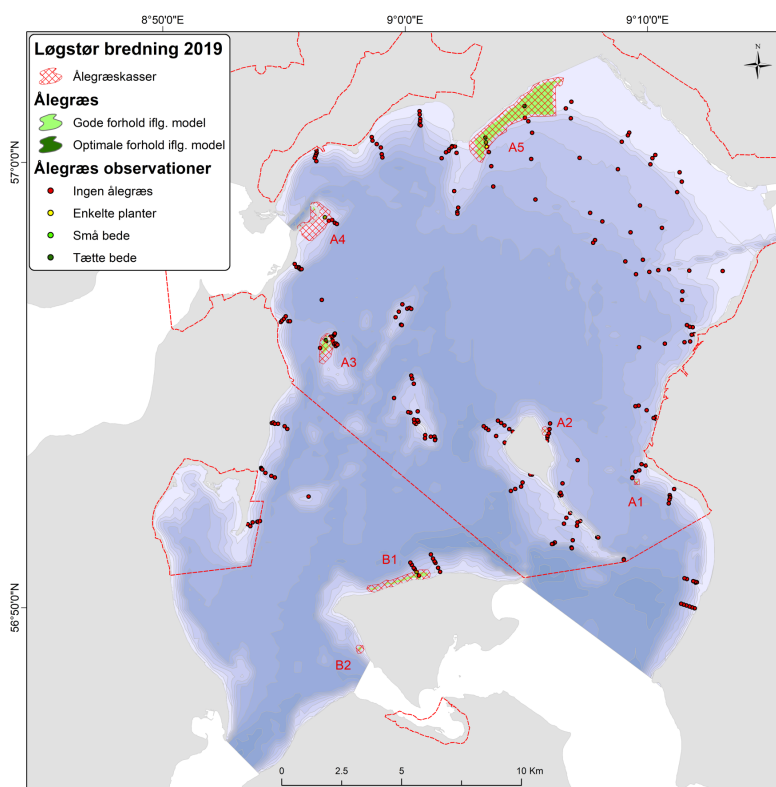 8°50'0"E
9°0'0"E
9°10'0"E
Løgstør bredning 2019
Ålegræskasser
Ålegræs
Gode forhold iflg. model
Optimale forhold iflg. model
Ålegræs observationer
Ingen ålegræs
Enkelte planter
Små bede
Tætte bede
N
57°0'0"N
A5
A4
A3
A2
A1
B1
56°50'N
B2
0
2.5
5
10 Km